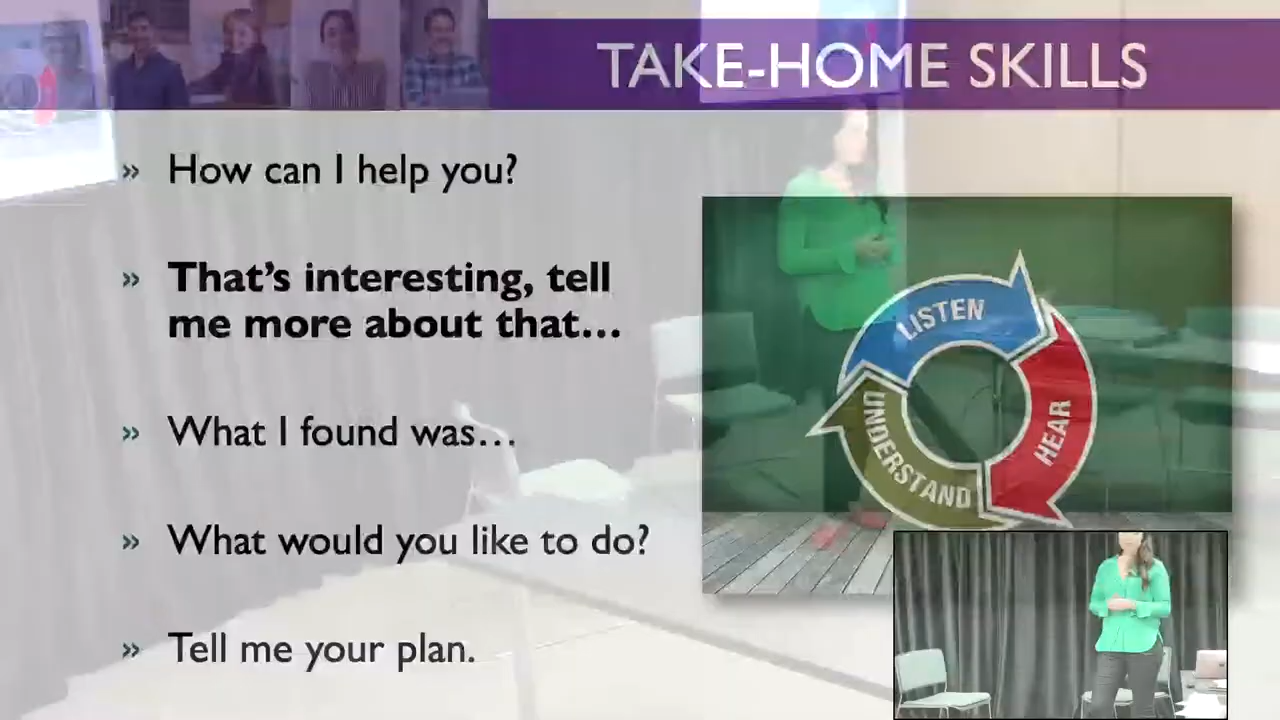 TAKE-HOME SKILLS
» How can I help you?
» That's interesting, tell
me more about that…
» What I found was…
» What would you like to do?
» Tell me your plan.
LISTEN
HEAR
UNDERSTAND